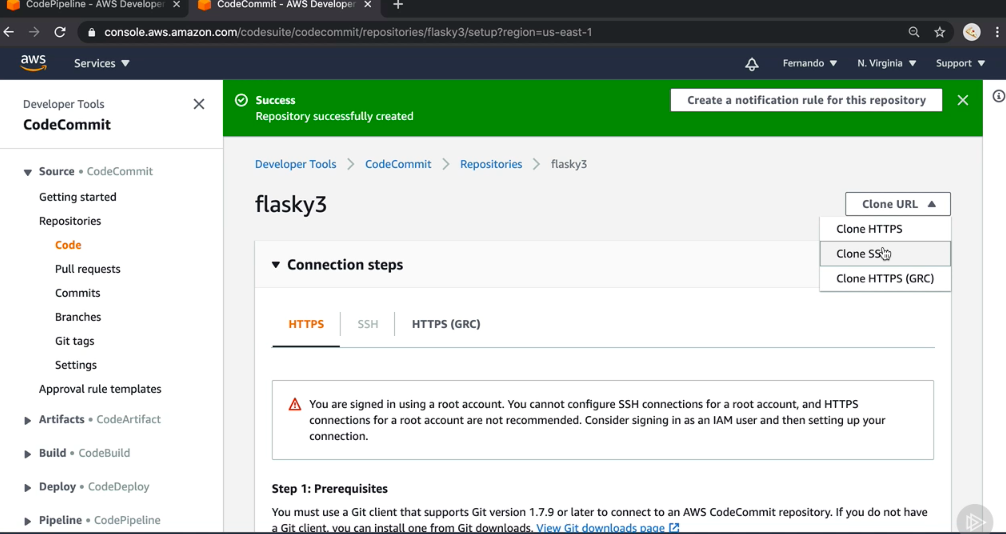 CodePipeline - AWS Developer
CodeCommit - AWS Developer
console.aws.amazon.com/codesuite/codecommit/repositories/flasky3/setup?region=us-east-1
aws
Services
Fernando
N. Virginia
Support
Developer Tools
CodeCommit
Source • CodeCommit
Getting started
Repositories
Code
Pull requests
Commits
Branches
Git tags
Settings
Approval rule templates
Artifacts • CodeArtifact
Build • CodeBuild
Deploy • CodeDeploy
Pipeline • CodePipeline
Success
Repository successfully created
Create a notification rule for this repository
Developer Tools
CodeCommit
Repositories
flasky3
flasky3
Clone URL
Clone HTTPS
Clone
Clone HTTPS (GRC)
Connection steps
HTTPS
SSH
HTTPS (GRC)
You are signed in using a root account. You cannot configure SSH connections for a root account, and HTTPS
connections for a root account are not recommended. Consider signing in as an IAM user and then setting up your
connection.
Step 1: Prerequisites
You must use a Git client that supports Git version 1.7.9 or later to connect to an AWS CodeCommit repository. If you do not have
a Git client, you can install one from Git downloads. View Git downloads page